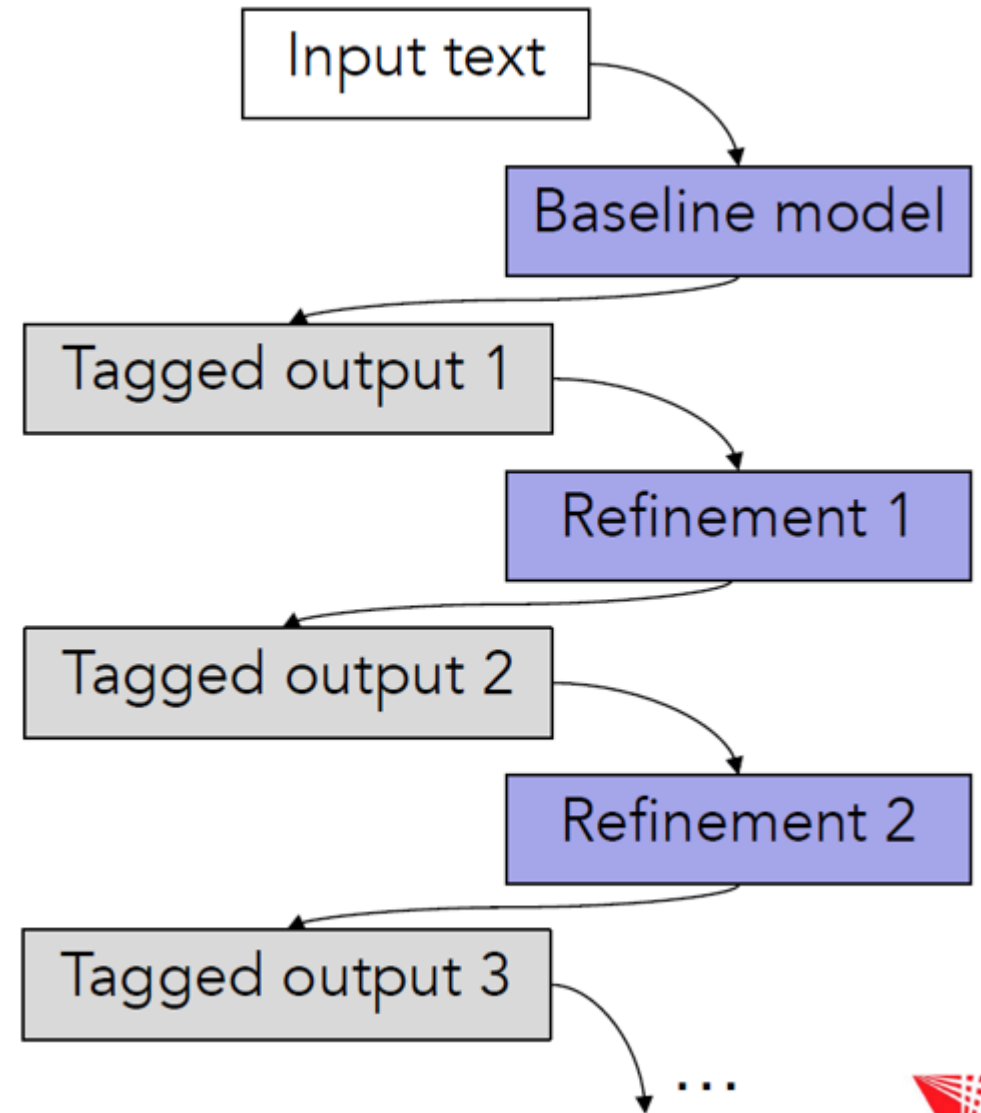 Input text
Baseline model
Tagged output 1
Refinement 1
Tagged output 2
Refinement 2
Tagged output 3
...